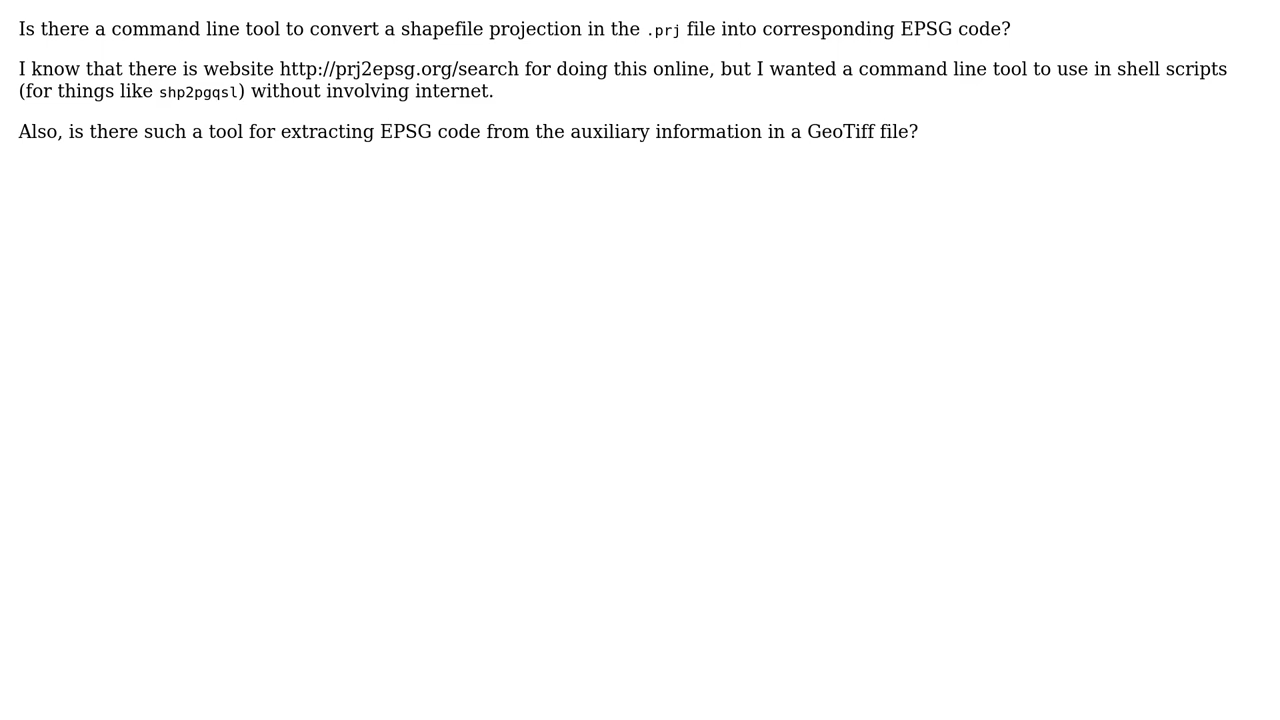 Is there a command line tool to convert a shapefile projection in the .prj file into corresponding EPSG code?
I know that there is website http://prj2epsg.org/search for doing this online, but I wanted a command line tool to use in shell scripts
(for things like shp2pgqsl) without involving internet.
Also, is there such a tool for extracting EPSG code from the auxiliary information in a GeoTiff file?